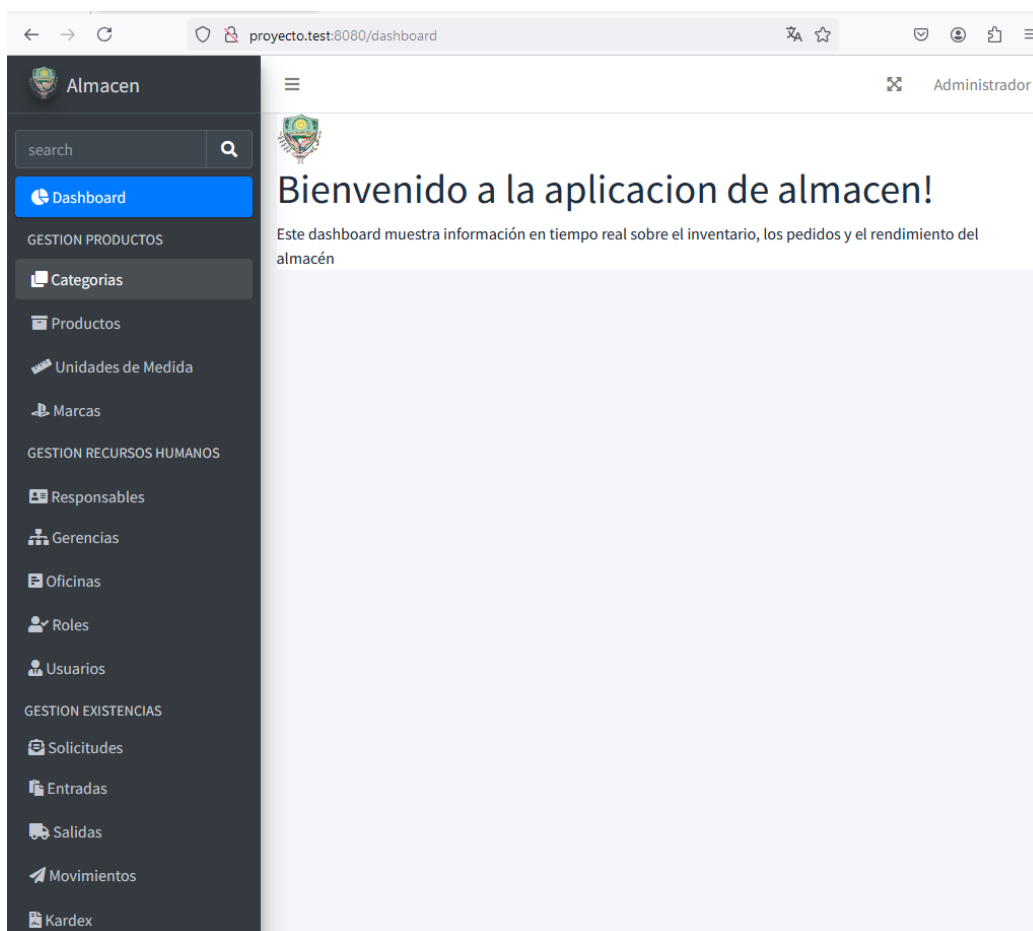 proyecto.test:8080/dashboard
Almacen
Administrador
search
Dashboard
GESTION PRODUCTOS
Categorias
Productos
Unidades de Medida
Marcas
GESTION RECURSOS HUMANOS
Responsables
Gerencias
Oficinas
Roles
Usuarios
GESTION EXISTENCIAS
Solicitudes
Entradas
Salidas
Movimientos
Kardex
Bienvenido a la aplicacion de almacen!
Este dashboard muestra información en tiempo real sobre el inventario, los pedidos y el rendimiento del
almacén